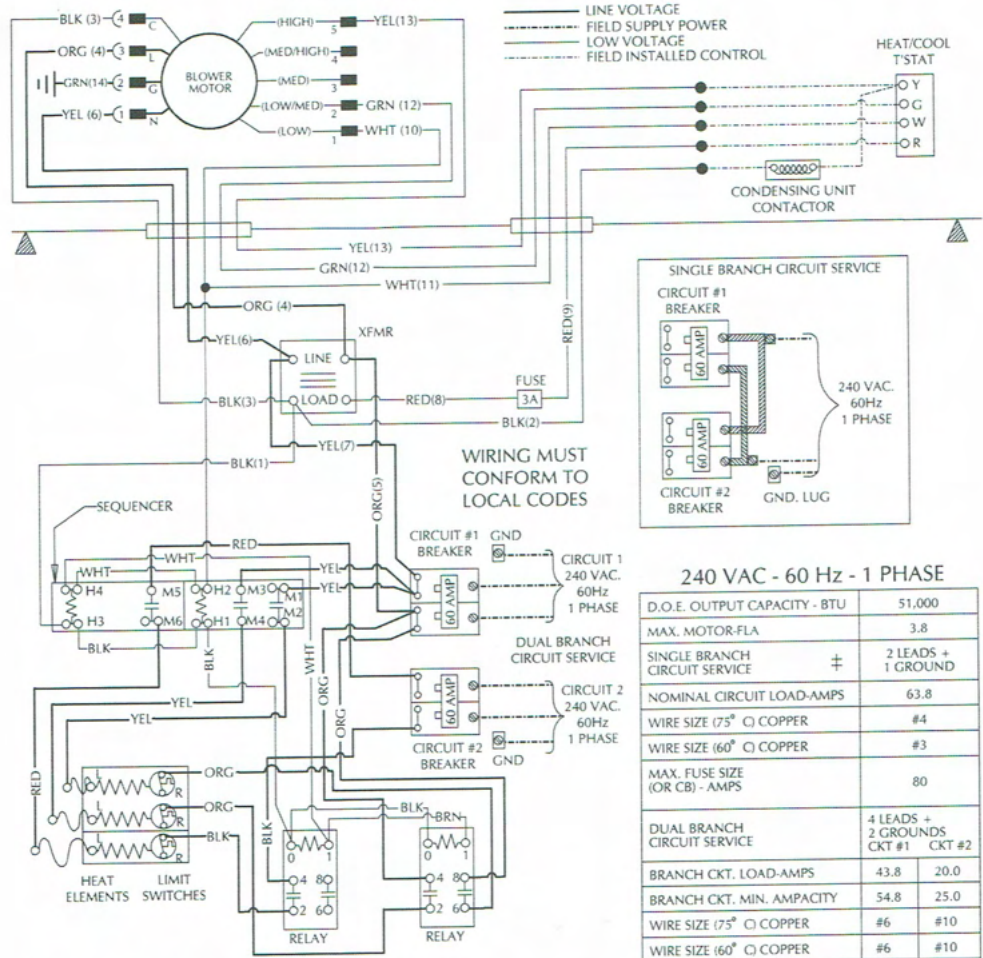 BLK (3)
4
C
ORG (4)
3
L
GRN(14)
2
G
YEL (6)
1
N
BLOWER
MOTOR
(HIGH)
5
YEL(13)
(MED/HIGH)
4
(MED)
3
(LOW/MED)
2
GRN (12)
(LOW)
1
WHT (10)
LINE VOLTAGE
FIELD SUPPLY POWER
LOW VOLTAGE
FIELD INSTALLED CONTROL
HEAT/COOL
T'STAT
Y
G
W
R
CONDENSING UNIT
CONTACTOR
YEL(13)
GRN(12)
WHT(11)
ORG (4)
XFMR
YEL(6)
LINE
LOAD
BLK(3)
RED(8)
FUSE
3A
RED(9)
BLK(2)
YEL(7)
BLK(1)
ORG(5)
WIRING MUST
CONFORM TO
LOCAL CODES
SINGLE BRANCH CIRCUIT SERVICE
CIRCUIT #1
BREAKER
60 AMP
60 AMP
CIRCUIT #2
BREAKER
GND. LUG
240 VAC.
60Hz
1 PHASE
SEQUENCER
RED
WHT
WHT
YEL
YEL
H4
M5
H2
M3
M1
M2
H3
M6
H1
M4
BLK
BLK
WHT
ORG
ORG
CIRCUIT #1
BREAKER
GND
60 AMP
CIRCUIT 1
240 VAC.
60Hz
1 PHASE
DUAL BRANCH
CIRCUIT SERVICE
60 AMP
CIRCUIT 2
240 VAC.
60Hz
1 PHASE
CIRCUIT #2
BREAKER
GND
YEL
YEL
RED
L
R
ORG
L
R
ORG
L
R
BLK
BLK
HEAT
ELEMENTS
LIMIT
SWITCHES
BLK
BRN
0
1
4
8
2
6
RELAY
0
1
4
8
2
6
RELAY
240 VAC - 60 Hz - 1 PHASE
D.O.E. OUTPUT CAPACITY - BTU 51,000
MAX. MOTOR-FLA 3.8
SINGLE BRANCH
CIRCUIT SERVICE ‡
2 LEADS +
1 GROUND
NOMINAL CIRCUIT LOAD-AMPS 63.8
WIRE SIZE (75° C) COPPER #4
WIRE SIZE (60° C) COPPER #3
MAX. FUSE SIZE
(OR CB) - AMPS
80
DUAL BRANCH
CIRCUIT SERVICE
4 LEADS +
2 GROUNDS
CKT #1 CKT #2
BRANCH CKT. LOAD-AMPS 43.8 20.0
BRANCH CKT. MIN. AMPACITY 54.8 25.0
WIRE SIZE (75° C) COPPER #6 #10
WIRE SIZE (60° C) COPPER #6 #10